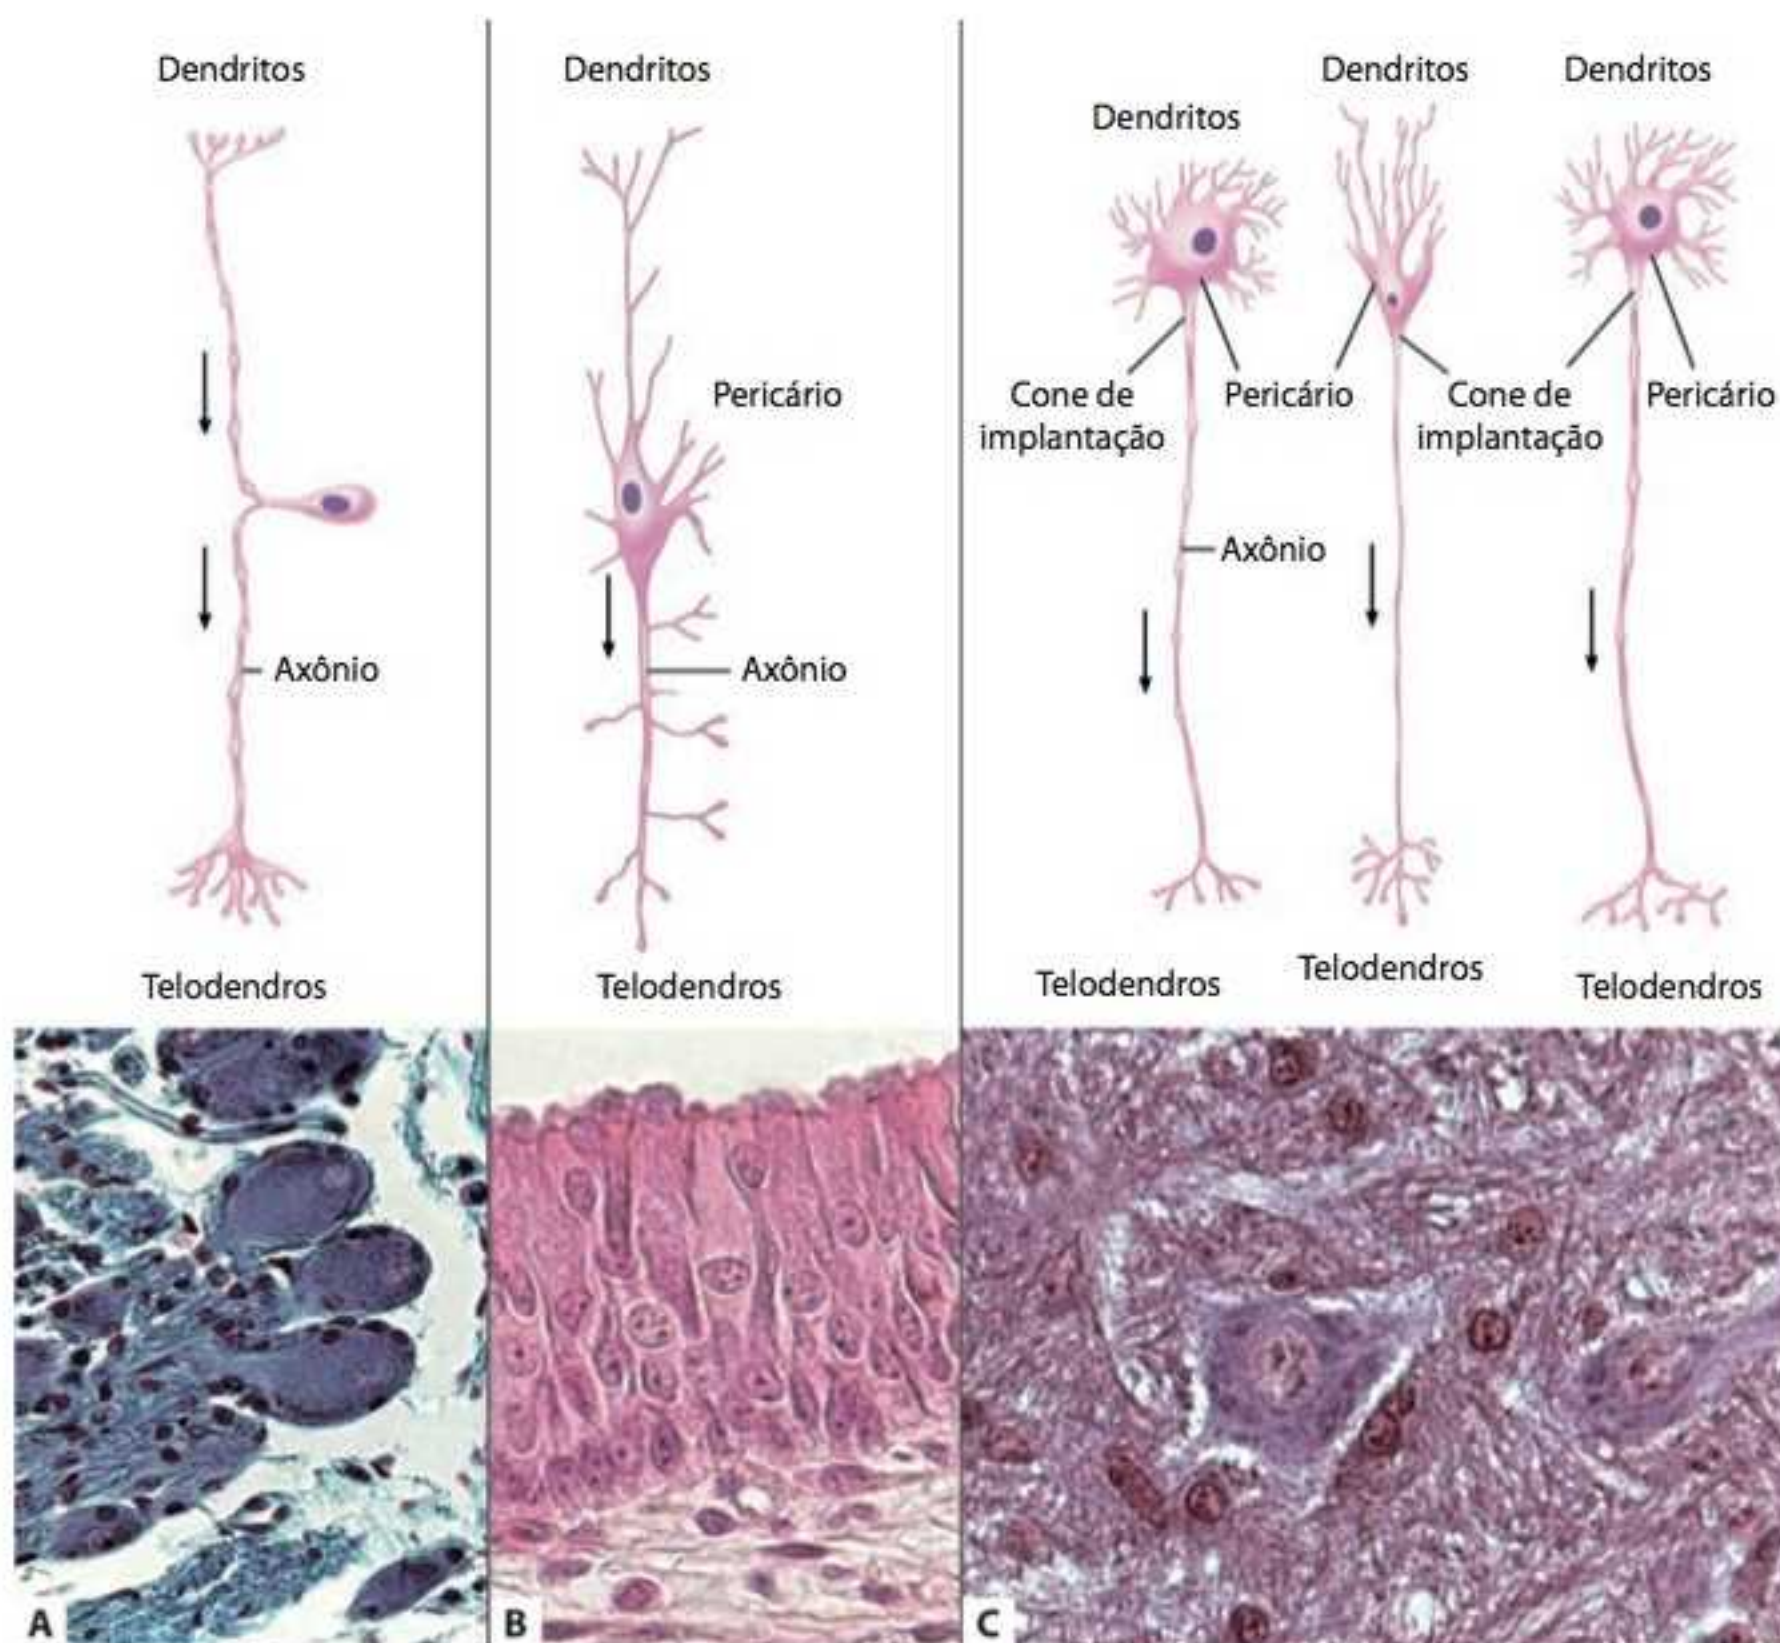 Dendritos
Axônio
Telodendros
A
Dendritos
Pericário
Axônio
Telodendros
B
Dendritos
Dendritos
Dendritos
Cone de
implantação
Pericário
Cone de
implantação
Pericário
Axônio
Telodendros
Telodendros
Telodendros
C